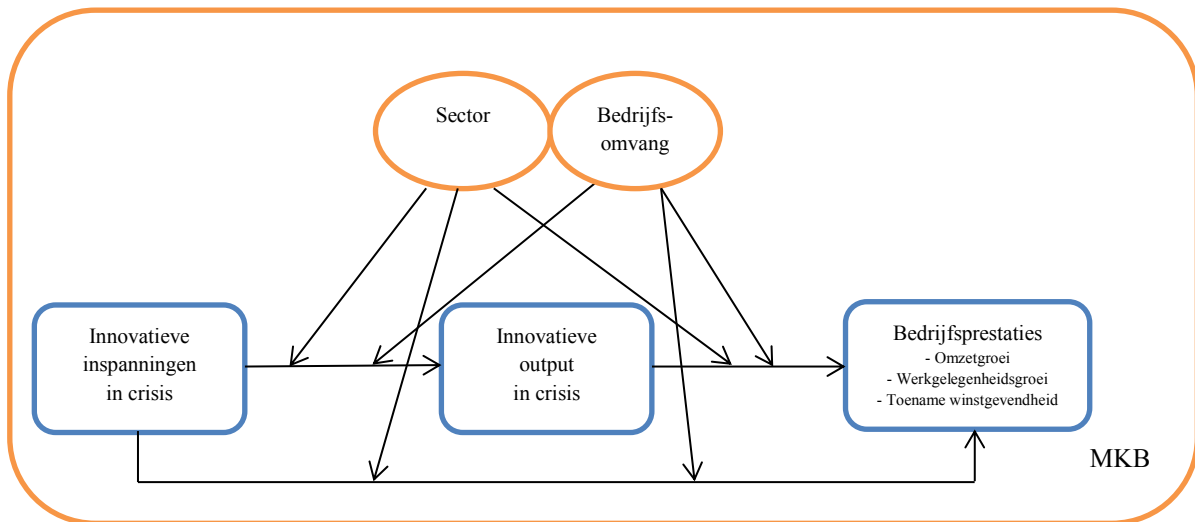 Sector
Bedrijfs-
omvang
Innovatieve
inspanningen
in crisis
Innovatieve
output
in crisis
Bedrijfsprestaties
- Omzetgroei
- Werkgelegenheidsgroei
- Toename winstgevendheid
MKB